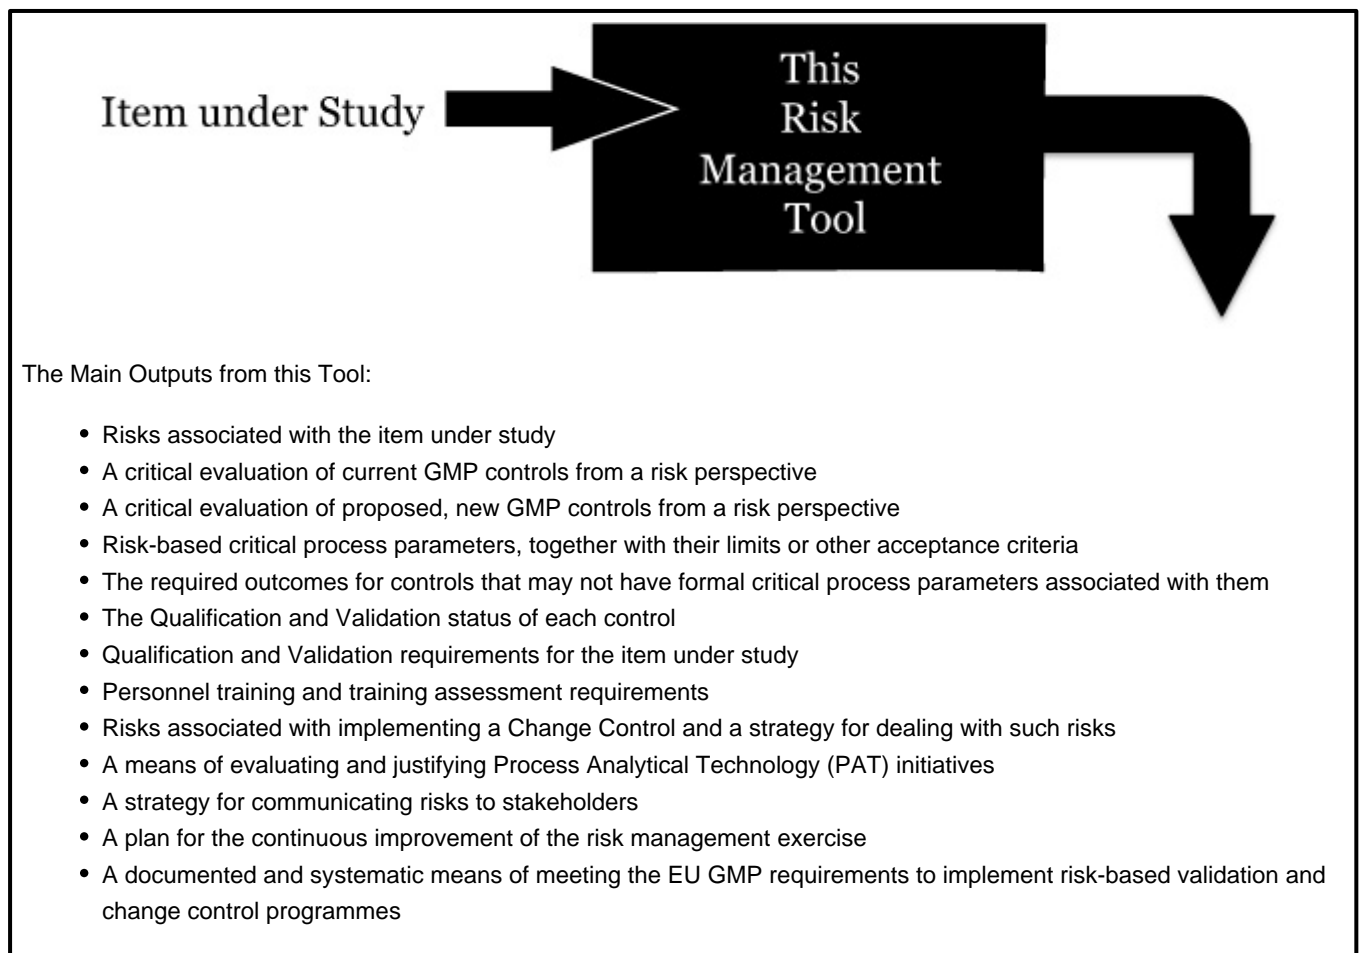 Item under Study
This
Risk
Management
Tool
The Main Outputs from this Tool:
• Risks associated with the item under study
• A critical evaluation of current GMP controls from a risk perspective
• A critical evaluation of proposed, new GMP controls from a risk perspective
• Risk-based critical process parameters, together with their limits or other acceptance criteria
• The required outcomes for controls that may not have formal critical process parameters associated with them
• The Qualification and Validation status of each control
• Qualification and Validation requirements for the item under study
• Personnel training and training assessment requirements
• Risks associated with implementing a Change Control and a strategy for dealing with such risks
• A means of evaluating and justifying Process Analytical Technology (PAT) initiatives
• A strategy for communicating risks to stakeholders
• A plan for the continuous improvement of the risk management exercise
• A documented and systematic means of meeting the EU GMP requirements to implement risk-based validation and
change control programmes